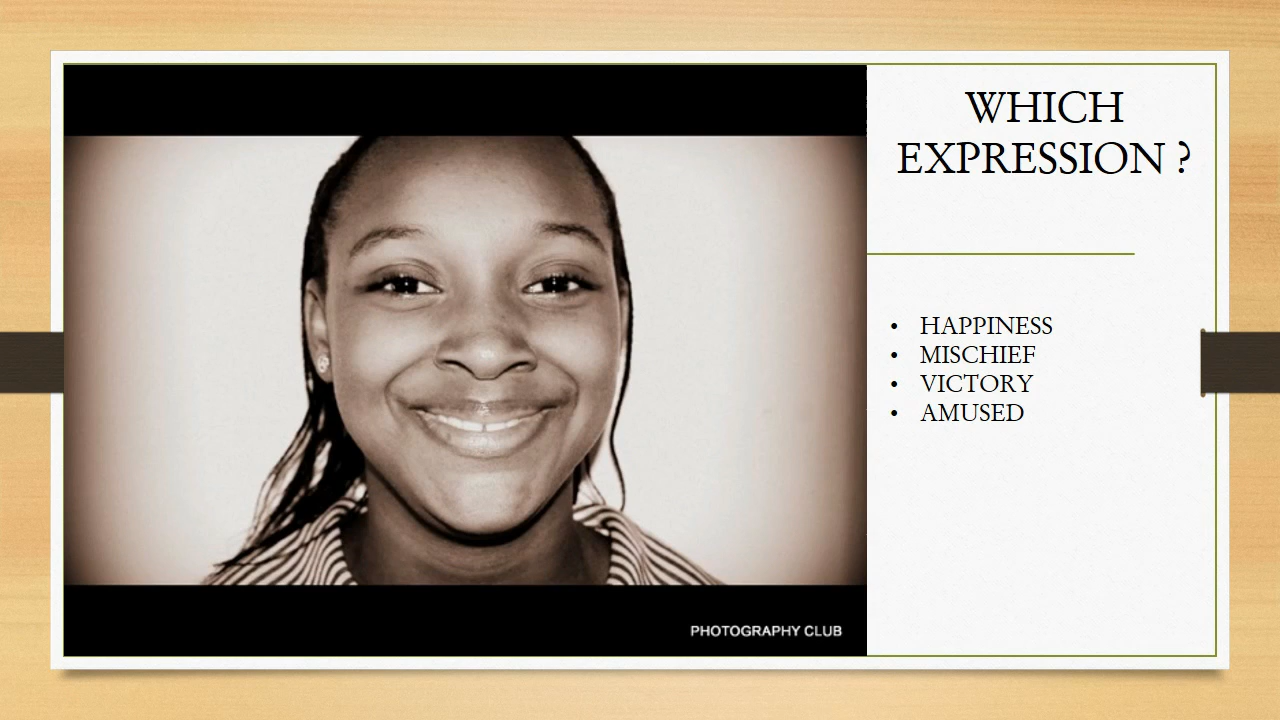 WHICH
EXPRESSION ?
• HAPPINESS
• MISCHIEF
• VICTORY
• AMUSED
PHOTOGRAPHY CLUB